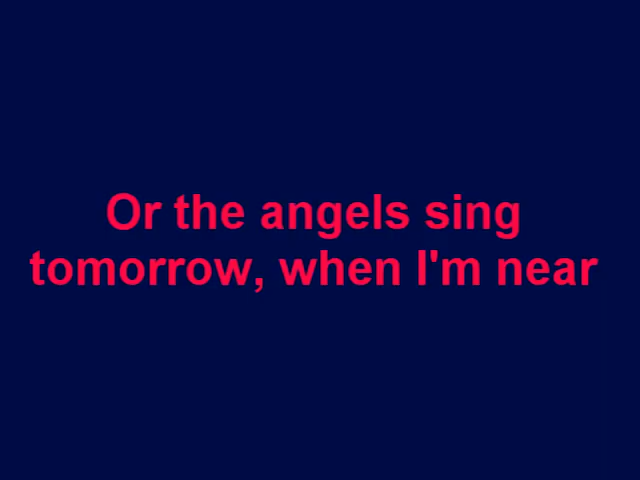 Or the angels sing
tomorrow, when I'm near